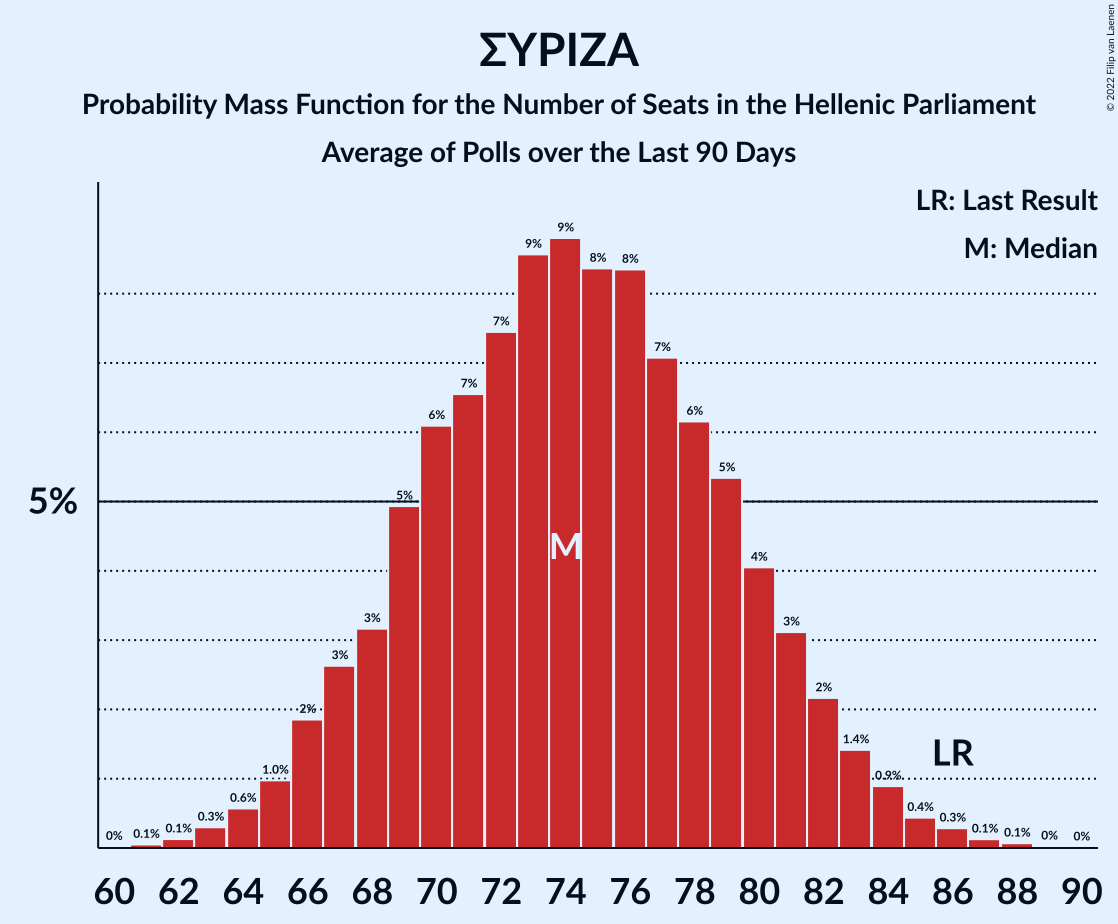 ΣΥΡΙΖΑ
Probability Mass Function for the Number of Seats in the Hellenic Parliament
Average of Polls over the Last 90 Days
© 2022 Filip van Laenen
LR: Last Result
M: Median
5%
0% 0.1% 0.1% 0.3% 0.6% 1.0% 2% 3% 3% 5% 6% 7% 7% 9% 9% 8% 8% 7% 6% 5% 4% 3% 2% 1.4% 0.9% 0.4% 0.3% 0.1% 0.1% 0% 0%
M
LR
60 62 64 66 68 70 72 74 76 78 80 82 84 86 88 90